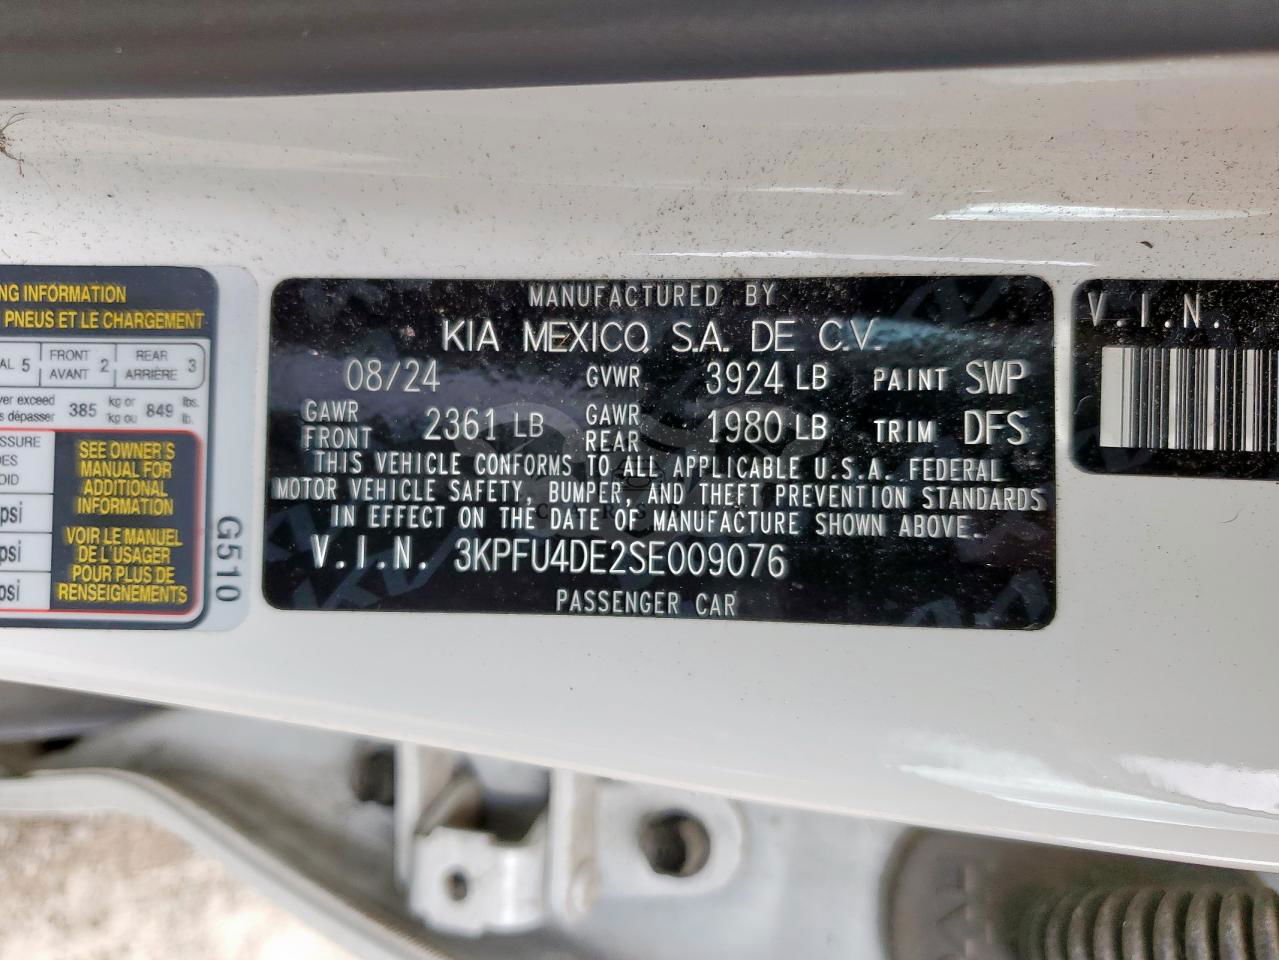 NG INFORMATION
PNEUS ET LE CHARGEMENT
AL 5 FRONT AVANT 2 REAR ARRIÈRE 3
ver exceed
s dépasser 385 kg or kg ou 849 lbs. lb.
SSURE
DES
OID
psi
psi
psi
SEE OWNER'S
MANUAL FOR
ADDITIONAL
INFORMATION
VOIR LE MANUEL
DE L'USAGER
POUR PLUS DE
RENSEIGNEMENTS
G510
MANUFACTURED BY
KIA MEXICO, S.A. DE C.V.
08/24 GVWR 3924 LB PAINT SWP
GAWR FRONT 2361 LB GAWR REAR 1980 LB TRIM DFS
THIS VEHICLE CONFORMS TO ALL APPLICABLE U.S.A. FEDERAL
MOTOR VEHICLE SAFETY, BUMPER, AND THEFT PREVENTION STANDARDS
IN EFFECT ON THE DATE OF MANUFACTURE SHOWN ABOVE.
V.I.N. 3KPFU4DE2SE009076
PASSENGER CAR
V.I.N.